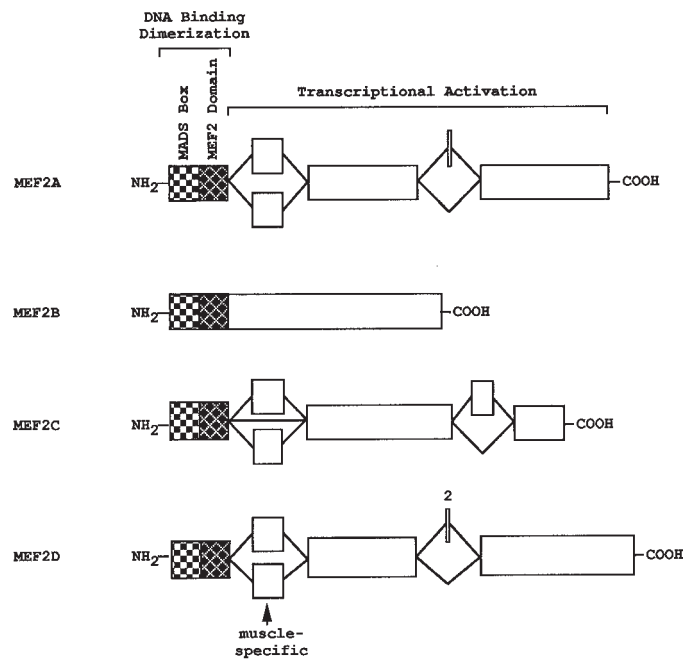 DNA Binding
Dimerization
MADS Box
MEF2 Domain
Transcriptional Activation
MEF2A
NH2
COOH
MEF2B
NH2
COOH
MEF2C
NH2
COOH
2
MEF2D
NH2
COOH
muscle-
specific